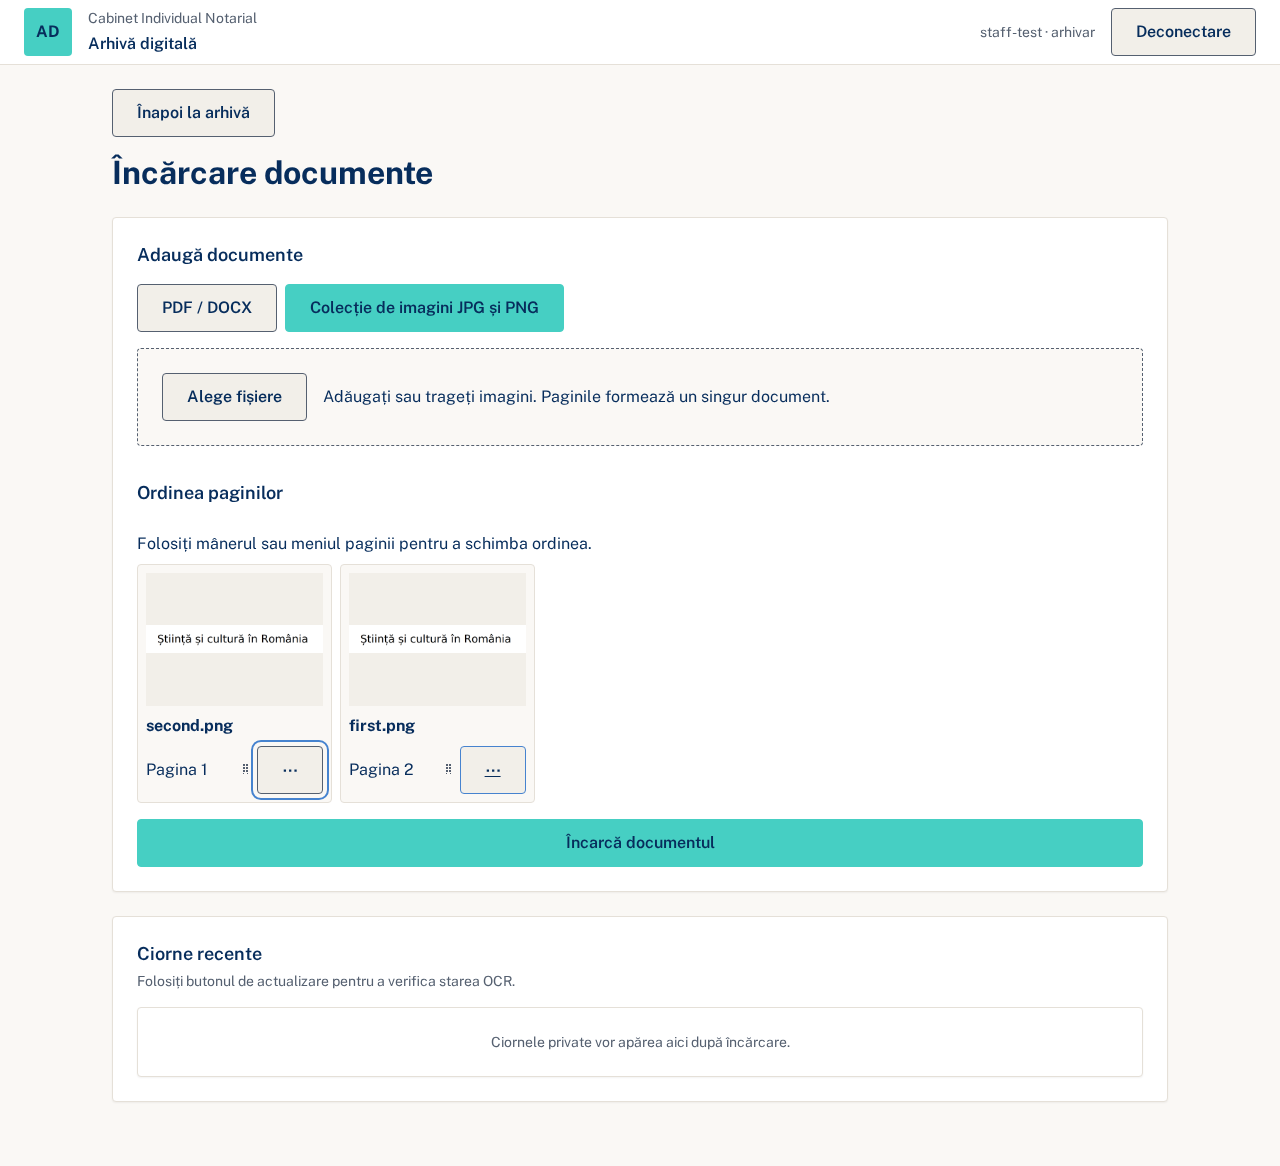 AD
Cabinet Individual Notarial
Arhivă digitală
staff-test · arhivar
Deconectare
Înapoi la arhivă
Încărcare documente
Adaugă documente
PDF / DOCX
Colecție de imagini JPG și PNG
Alege fișiere
Adăugați sau trageți imagini. Paginile formează un singur document.
Ordinea paginilor
Folosiți mânerul sau meniul paginii pentru a schimba ordinea.
Știință și cultură în România
Știință și cultură în România
second.png
first.png
Pagina 1
⠿
···
Pagina 2
⠿
···
Încarcă documentul
Ciorne recente
Folosiți butonul de actualizare pentru a verifica starea OCR.
Ciornele private vor apărea aici după încărcare.